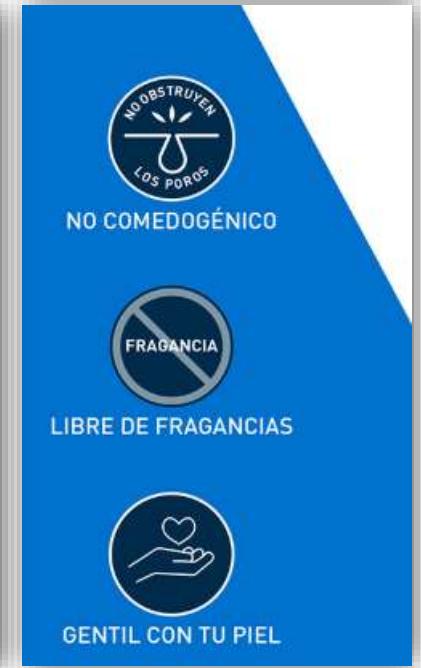 NO OBSTRUYEN
LOS POROS
NO COMEDOGÉNICO
FRAGANCIA
LIBRE DE FRAGANCIAS
GENTIL CON TU PIEL